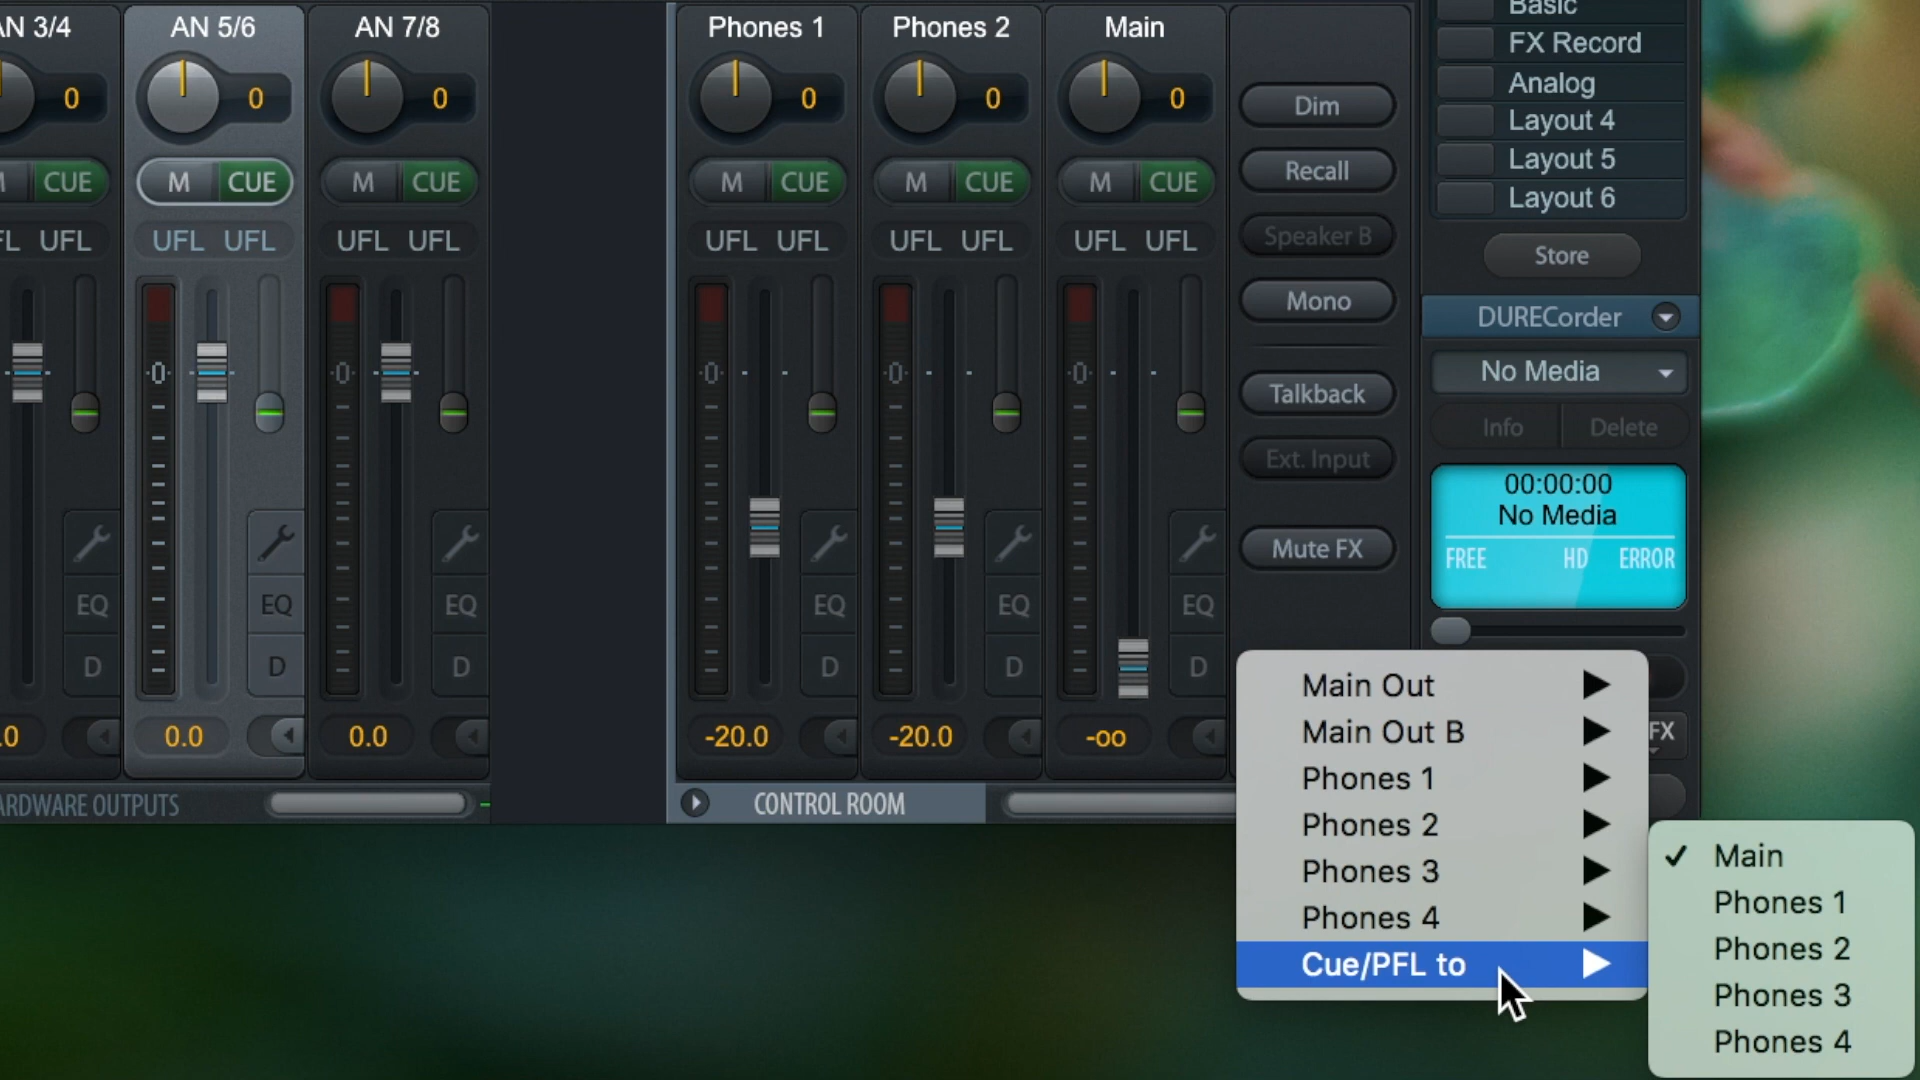 AN 3/4
AN 5/6
AN 7/8
Phones 1
Phones 2
Main
0
0
0
0
0
0
CUE
M CUE
M CUE
M CUE
M CUE
M CUE
UFL
UFL UFL
UFL UFL
UFL UFL
UFL UFL
UFL UFL
0
0
0
0
0
EQ
EQ
EQ
EQ
EQ
EQ
D
D
D
D
D
D
.0
0.0
0.0
-20.0
-20.0
-oo
ARDWARE OUTPUTS
CONTROL ROOM
Dim
Recall
Speaker B
Mono
Talkback
Ext. Input
Mute FX
Basic
FX Record
Analog
Layout 4
Layout 5
Layout 6
Store
DURECorder
No Media
Info
Delete
00:00:00
No Media
FREE HD ERROR
FX
Main Out
Main Out B
Phones 1
Phones 2
Phones 3
Phones 4
Cue/PFL to
Main
Phones 1
Phones 2
Phones 3
Phones 4